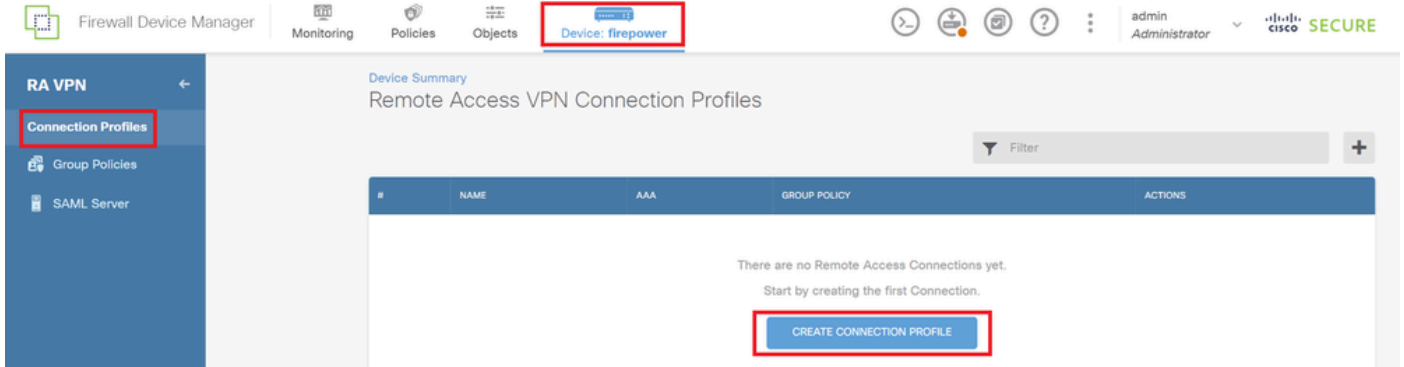 Firewall Device Manager
Monitoring
Policies
Objects
Device: firepower
admin
Administrator
CISCO SECURE
RA VPN
Connection Profiles
Group Policies
SAML Server
Device Summary
Remote Access VPN Connection Profiles
Filter
# NAME AAA GROUP POLICY ACTIONS
There are no Remote Access Connections yet.
Start by creating the first Connection.
CREATE CONNECTION PROFILE